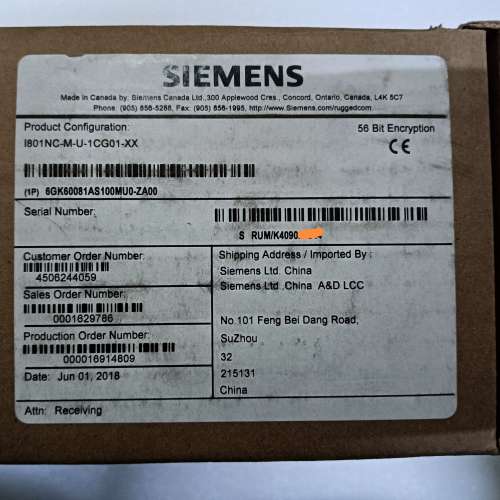 SIEMENS
Made in Canada by, Siemens Canada Ltd.,300 Applewood Cres., Concord, Ontario, Canada, L4K 5C7
Phone: (905) 856-5288, Fax: (905) 856-1995, http://www.Siemens.com/ruggedcom
Product Configuration:
56 Bit Encryption
I801NC-M-U-1CG01-XX
CE
(1P) 6GK60081AS100MU0-ZA00
Serial Number:
S RUM/K4090
Customer Order Number:
4506244059
Sales Order Number:
0001629786
Production Order Number:
000016914809
Date: Jun 01, 2018
Attn: Receiving
Shipping Address / Imported By :
Siemens Ltd. China
Siemens Ltd .China A&D LCC
No.101 Feng Bei Dang Road,
SuZhou
32
215131
China